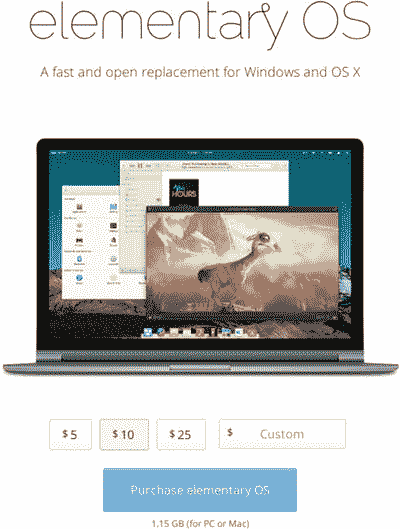 elementary OS
A fast and open replacement for Windows and OS X
HOURS
$ 5
$ 10
$ 25
$ Custom
Purchase elementary OS
1.15 GB (for PC or Mac)